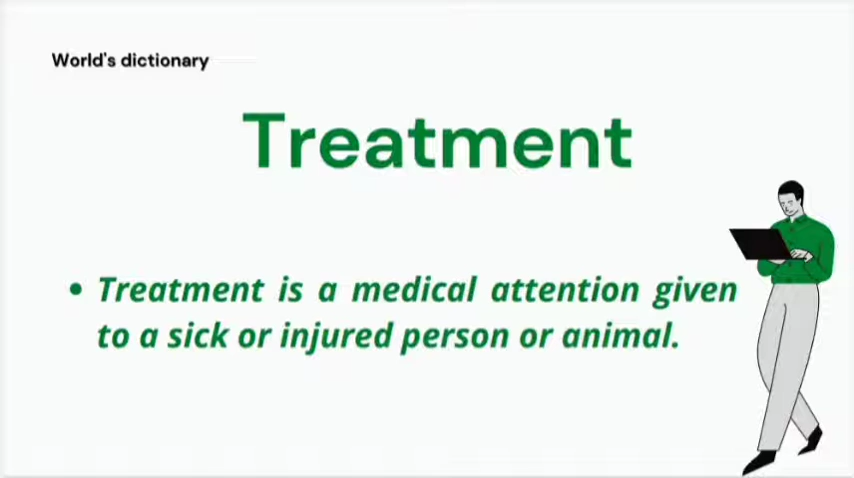 World's dictionary
Treatment
• Treatment is a medical attention given
to a sick or injured person or animal.